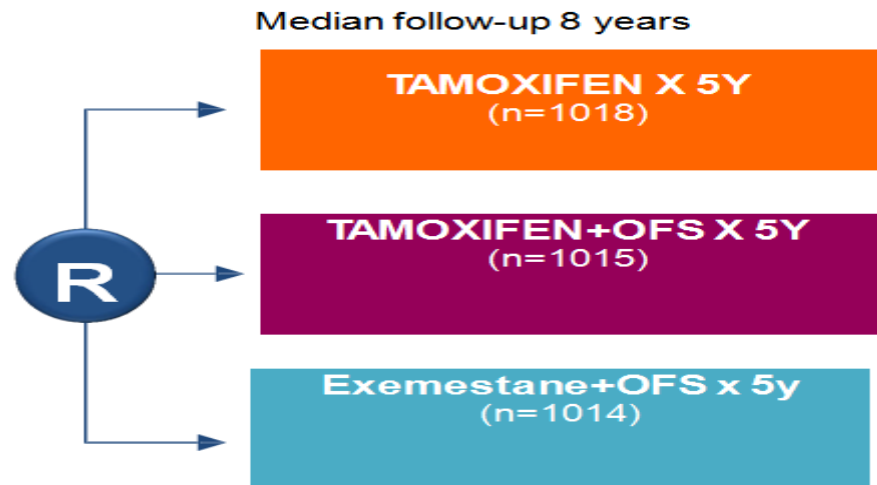 Median follow-up 8 years
TAMOXIFEN X 5Y
(n=1018)
TAMOXIFEN+OFS X 5Y
(n=1015)
R
Exemestane+OFS x 5y
(n=1014)